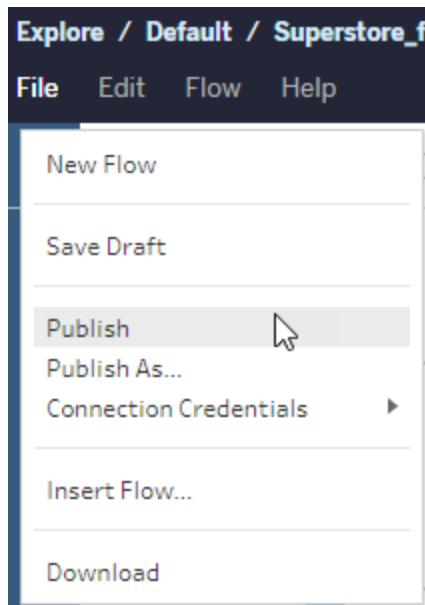 Explore / Default / Superstore_f
File Edit Flow Help
New Flow
Save Draft
Publish
Publish As...
Connection Credentials
Insert Flow...
Download